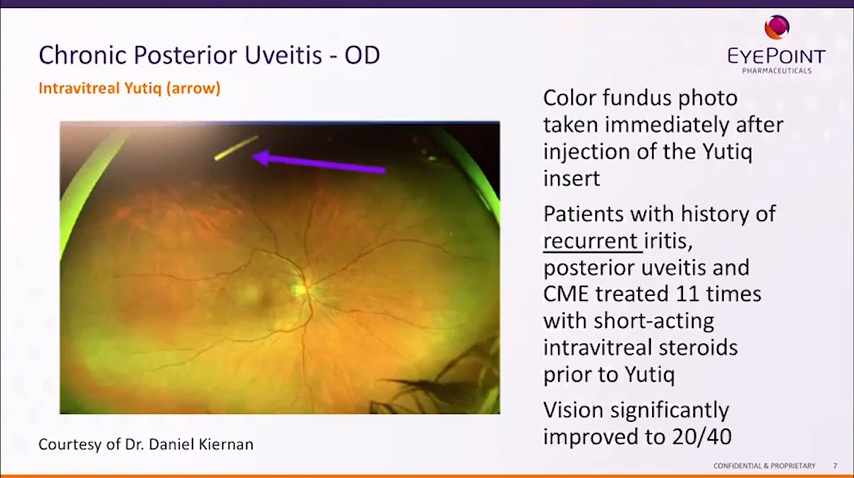 Chronic Posterior Uveitis - OD
Intravitreal Yutiq (arrow)
EYEPOINT
PHARMACEUTICALS
Color fundus photo
taken immediately after
injection of the Yutiq
insert
Patients with history of
recurrent iritis,
posterior uveitis and
CME treated 11 times
with short-acting
intravitreal steroids
prior to Yutiq
Vision significantly
improved to 20/40
Courtesy of Dr. Daniel Kiernan
CONFIDENTIAL & PROPRIETARY 7